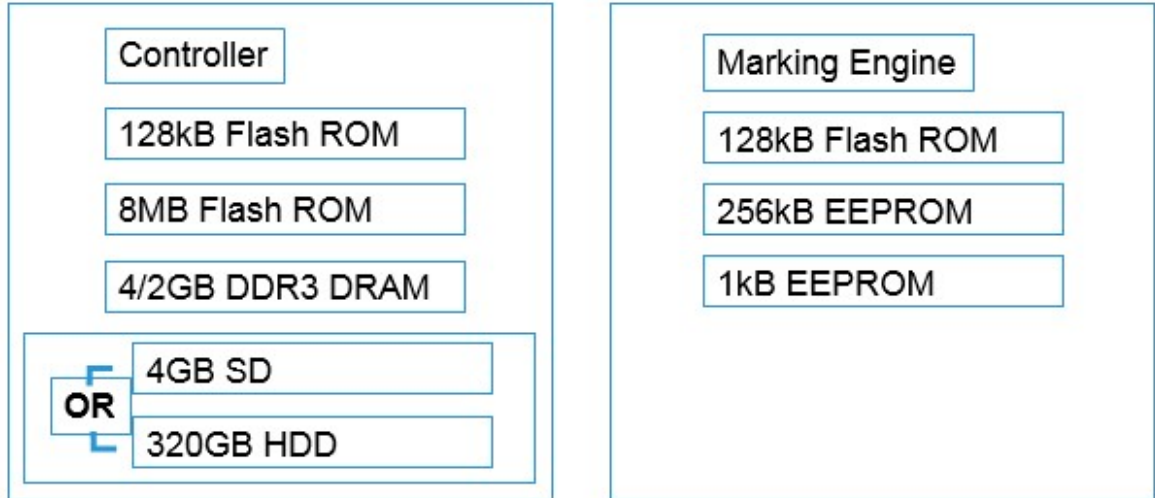 Controller
128kB Flash ROM
8MB Flash ROM
4/2GB DDR3 DRAM
4GB SD
OR
320GB HDD
Marking Engine
128kB Flash ROM
256kB EEPROM
1kB EEPROM